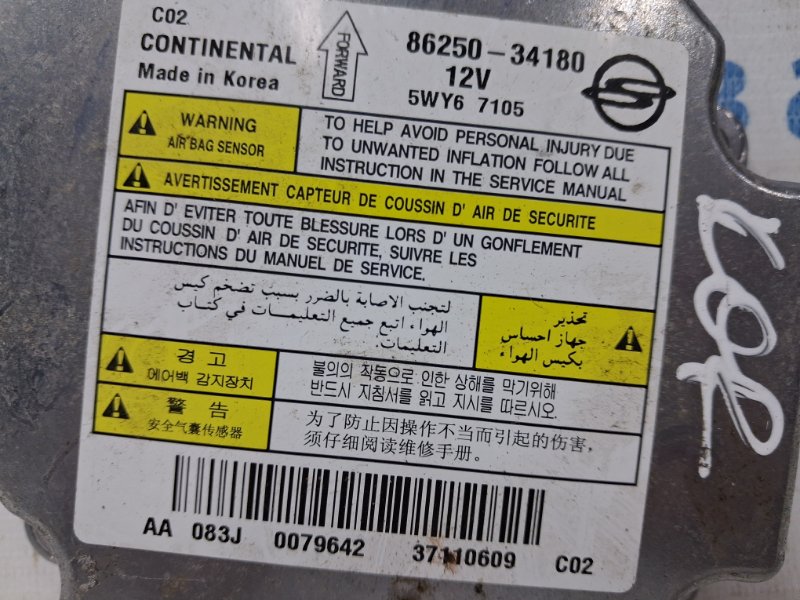 C02
CONTINENTAL
Made in Korea
FORWARD
86250-34180
12V
5WY6 7105
WARNING
AIR BAG SENSOR
TO HELP AVOID PERSONAL INJURY DUE
TO UNWANTED INFLATION FOLLOW ALL
INSTRUCTION IN THE SERVICE MANUAL
AVERTISSEMENT CAPTEUR DE COUSSIN D' AIR DE SECURITE
AFIN D' EVITER TOUTE BLESSURE LORS D' UN GONFLEMENT
DU COUSSIN D' AIR DE SECURITE, SUIVRE LES
INSTRUCTIONS DU MANUEL DE SERVICE.
لتجنب الاصابة بالضرر بسبب تضخم كيس
الهواء اتبع جميع التعليمات في كتاب
التعليمات.
تحذير
جهاز احساس
بكيس الهواء
경 고
에어백 감지장치
불의의 작동으로 인한 상해를 막기위해
반드시 지침서를 읽고 지시를 따르시오.
警 告
安全气囊传感器
为了防止因操作不当而引起的伤害,
须仔细阅读维修手册。
AA 083J 0079642 37110609 C02